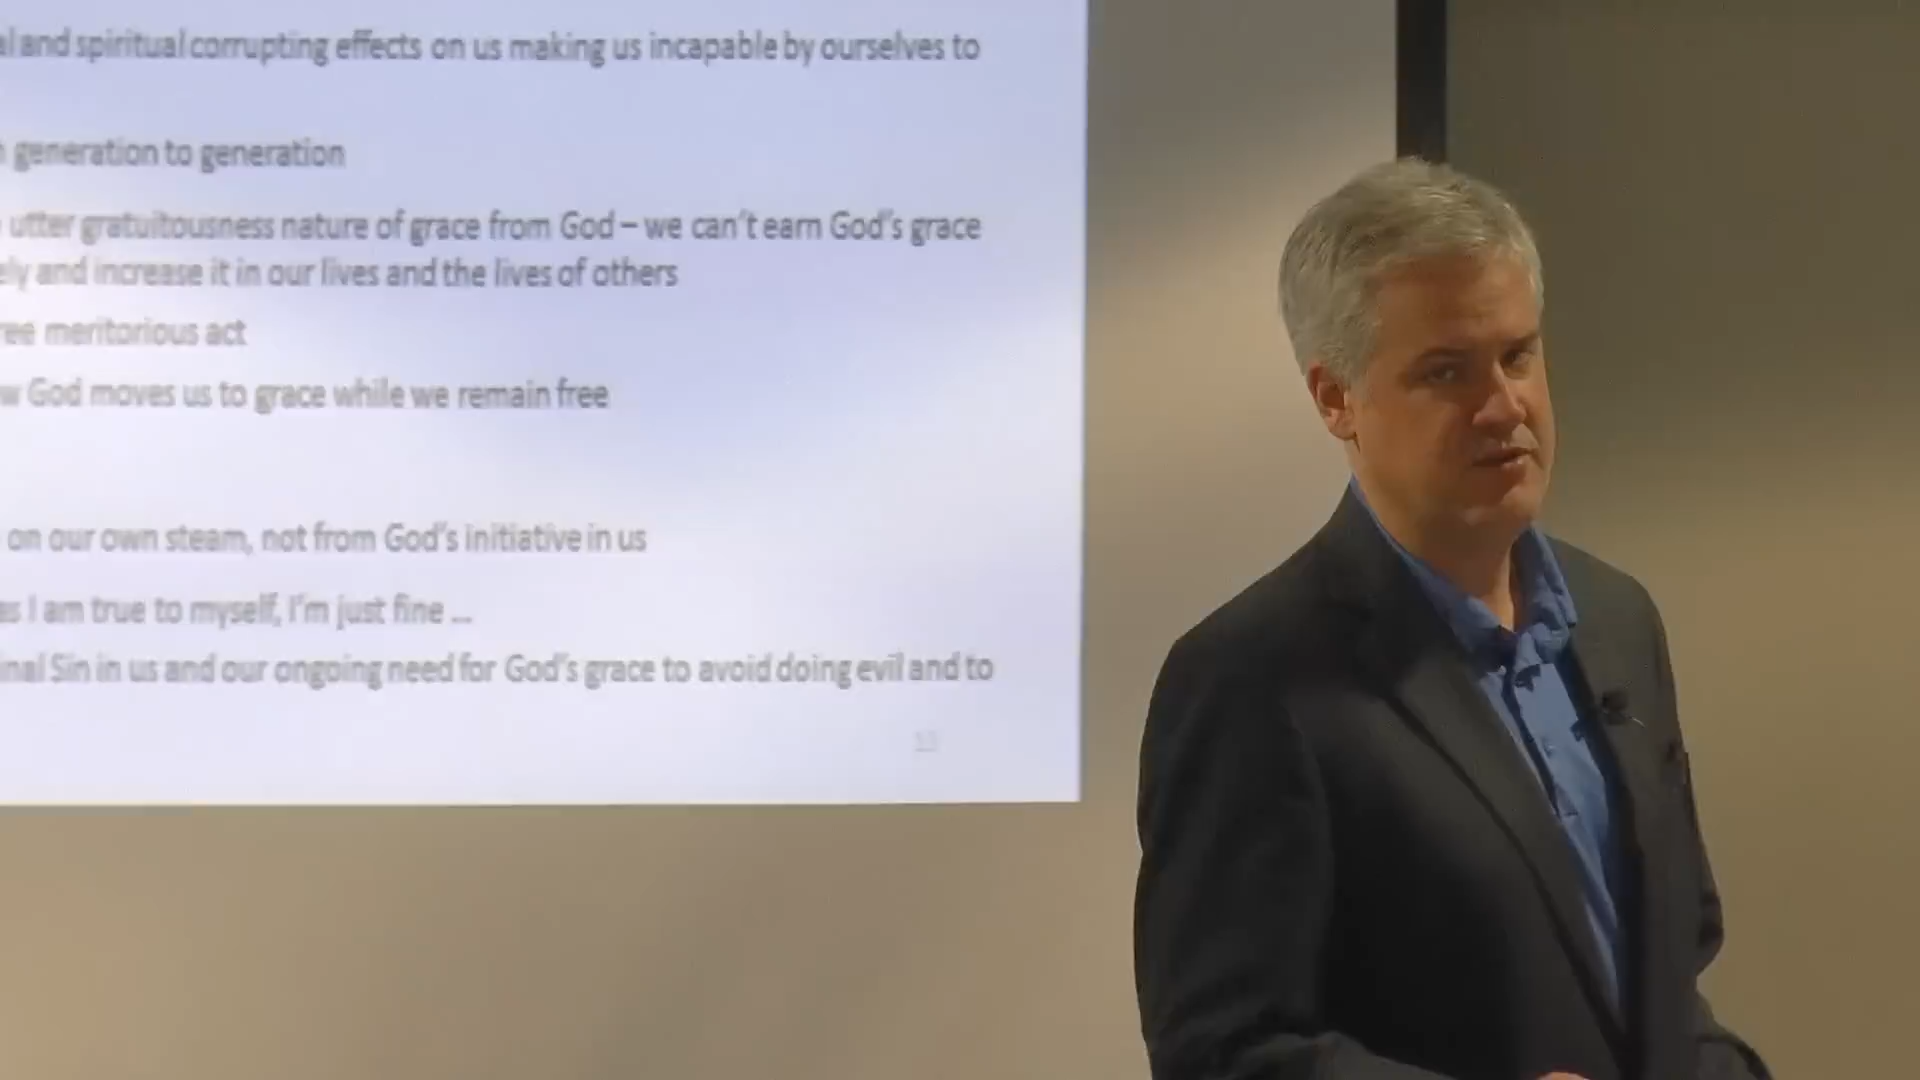 al and spiritual corrupting effects on us making us incapable by ourselves to
generation to generation
utter gratuitousness nature of grace from God – we can't earn God's grace
ely and increase it in our lives and the lives of others
ree meritorious act
w God moves us to grace while we remain free
on our own steam, not from God's initiative in us
as I am true to myself, I'm just fine ...
inal Sin in us and our ongoing need for God's grace to avoid doing evil and to